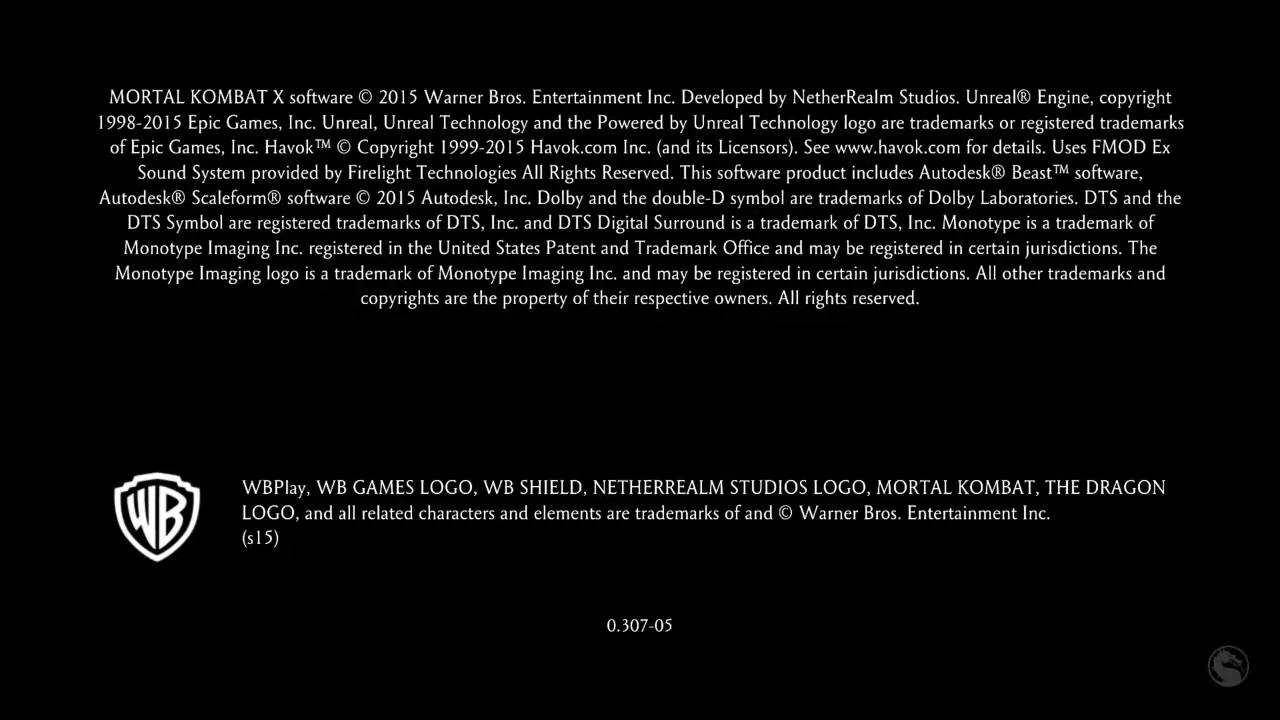 MORTAL KOMBAT X software © 2015 Warner Bros. Entertainment Inc. Developed by NetherRealm Studios. Unreal® Engine, copyright
1998-2015 Epic Games, Inc. Unreal, Unreal Technology and the Powered by Unreal Technology logo are trademarks or registered trademarks
of Epic Games, Inc. Havok™ © Copyright 1999-2015 Havok.com Inc. (and its Licensors). See www.havok.com for details. Uses FMOD Ex
Sound System provided by Firelight Technologies All Rights Reserved. This software product includes Autodesk® Beast™ software,
Autodesk® Scaleform® software © 2015 Autodesk, Inc. Dolby and the double-D symbol are trademarks of Dolby Laboratories. DTS and the
DTS Symbol are registered trademarks of DTS, Inc. and DTS Digital Surround is a trademark of DTS, Inc. Monotype is a trademark of
Monotype Imaging Inc. registered in the United States Patent and Trademark Office and may be registered in certain jurisdictions. The
Monotype Imaging logo is a trademark of Monotype Imaging Inc. and may be registered in certain jurisdictions. All other trademarks and
copyrights are the property of their respective owners. All rights reserved.
WB
WBPlay, WB GAMES LOGO, WB SHIELD, NETHERREALM STUDIOS LOGO, MORTAL KOMBAT, THE DRAGON
LOGO, and all related characters and elements are trademarks of and © Warner Bros. Entertainment Inc.
(s15)
0.307-05